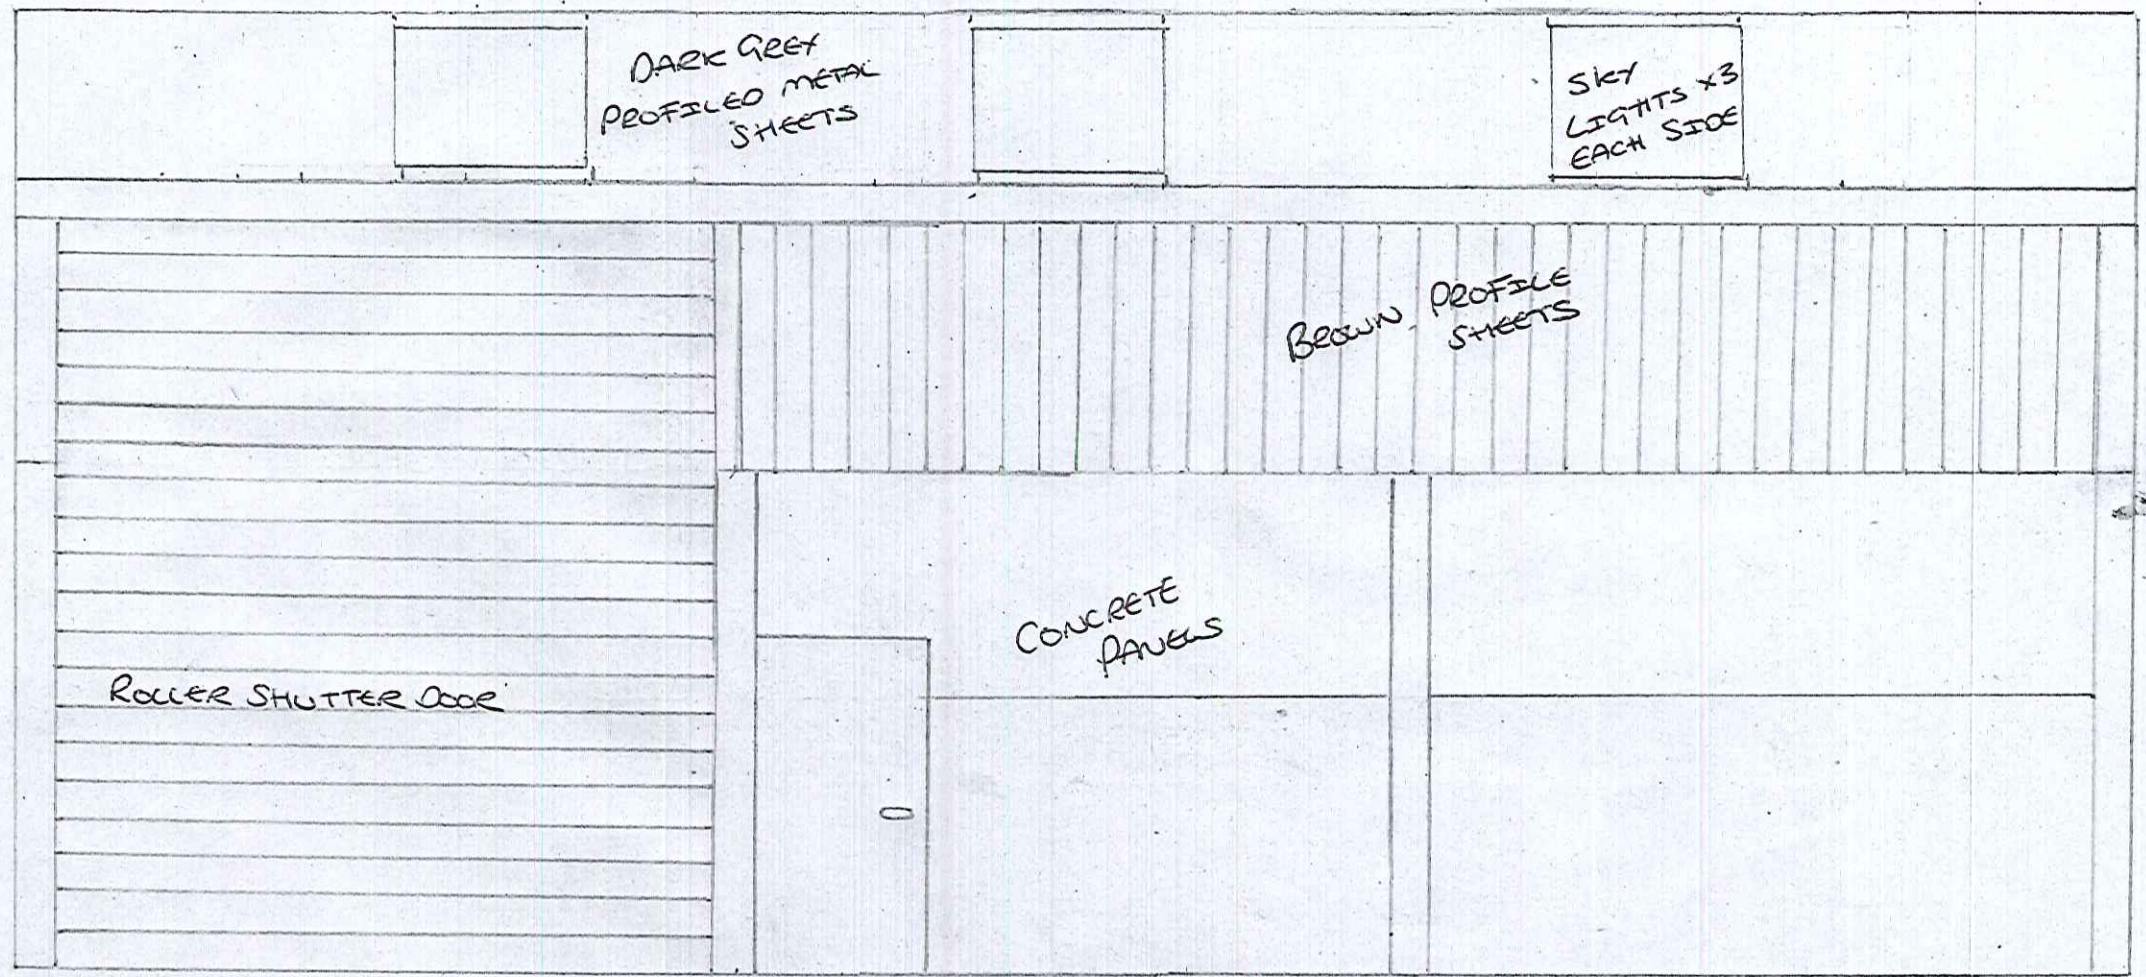 DARK GREY
PROFILED METAL
SHEETS
SKY
LIGHTS x3
EACH SIDE
BROWN PROFILE
SHEETS
CONCRETE
PANELS
ROLLER SHUTTER DOOR